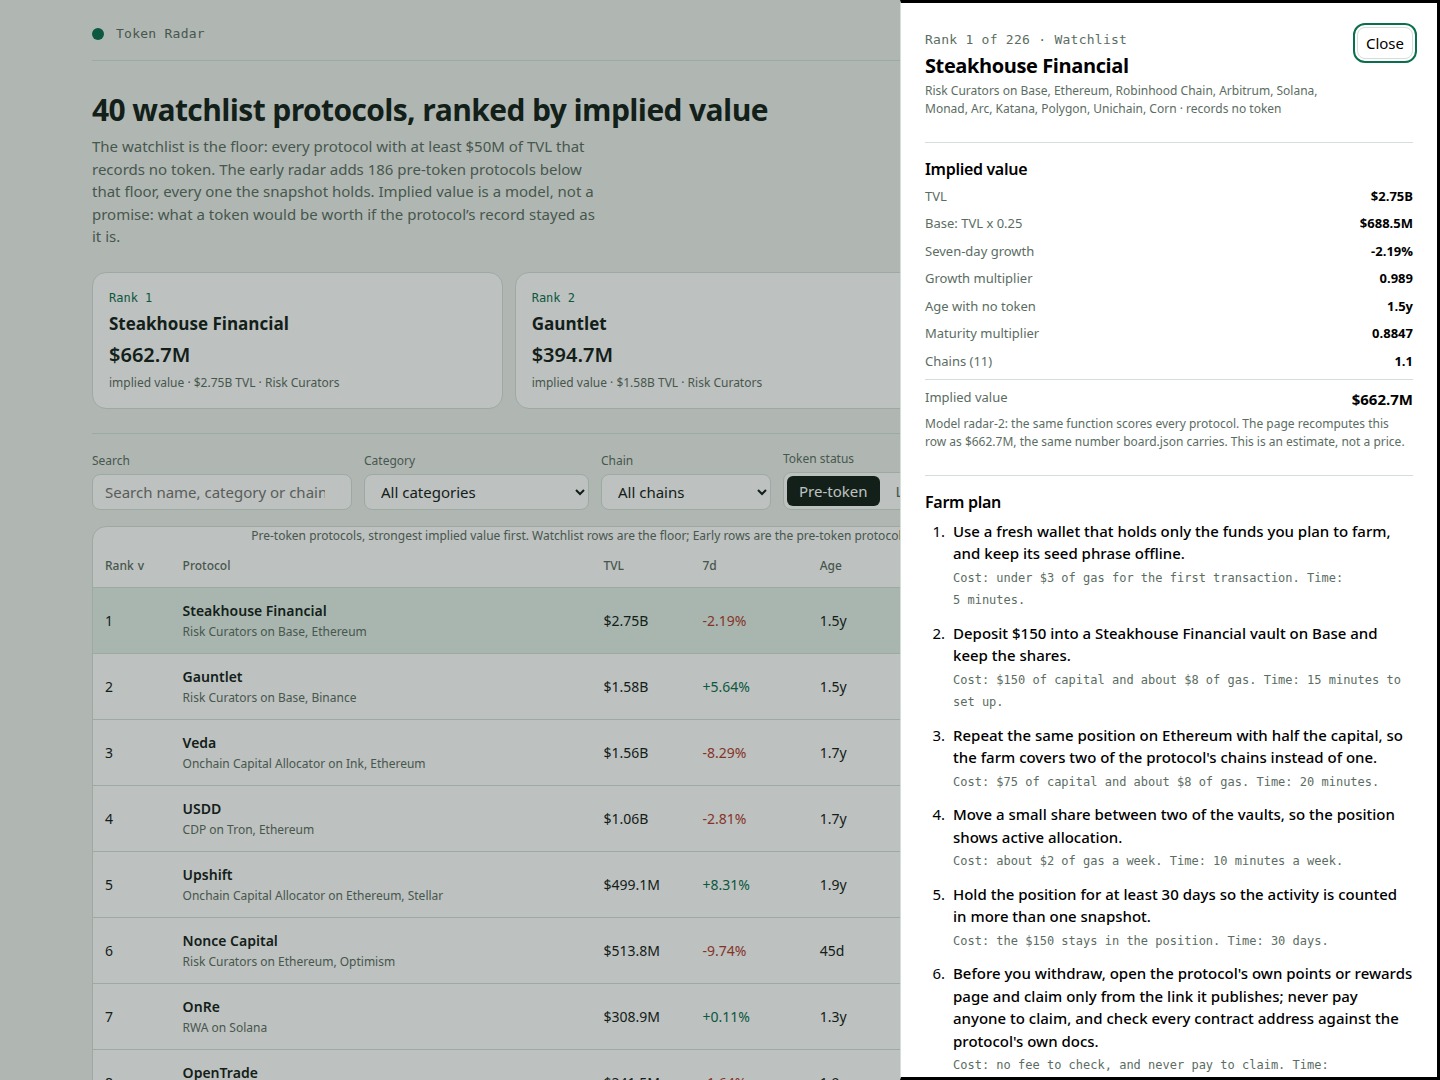 Token Radar
40 watchlist protocols, ranked by implied value
The watchlist is the floor: every protocol with at least $50M of TVL that
records no token. The early radar adds 186 pre-token protocols below
that floor, every one the snapshot holds. Implied value is a model, not a
promise: what a token would be worth if the protocol’s record stayed as
it is.
Rank 1
Steakhouse Financial
$662.7M
implied value · $2.75B TVL · Risk Curators
Rank 2
Gauntlet
$394.7M
implied value · $1.58B TVL · Risk Curators
Search
Category
Chain
Token status
Search name, category or chain
All categories
All chains
Pre-token
Pre-token protocols, strongest implied value first. Watchlist rows are the floor; Early rows are the pre-token protocol
Rank v Protocol TVL 7d Age
1 Steakhouse Financial $2.75B -2.19% 1.5y
Risk Curators on Base, Ethereum
2 Gauntlet $1.58B +5.64% 1.5y
Risk Curators on Base, Binance
3 Veda $1.56B -8.29% 1.7y
Onchain Capital Allocator on Ink, Ethereum
4 USDD $1.06B -2.81% 1.7y
CDP on Tron, Ethereum
5 Upshift $499.1M +8.31% 1.9y
Onchain Capital Allocator on Ethereum, Stellar
6 Nonce Capital $513.8M -9.74% 45d
Risk Curators on Ethereum, Optimism
7 OnRe $308.9M +0.11% 1.3y
RWA on Solana
OpenTrade
Rank 1 of 226 · Watchlist
Close
Steakhouse Financial
Risk Curators on Base, Ethereum, Robinhood Chain, Arbitrum, Solana,
Monad, Arc, Katana, Polygon, Unichain, Corn · records no token
Implied value
TVL $2.75B
Base: TVL x 0.25 $688.5M
Seven-day growth -2.19%
Growth multiplier 0.989
Age with no token 1.5y
Maturity multiplier 0.8847
Chains (11) 1.1
Implied value $662.7M
Model radar-2: the same function scores every protocol. The page recomputes this
row as $662.7M, the same number board.json carries. This is an estimate, not a price.
Farm plan
1. Use a fresh wallet that holds only the funds you plan to farm,
and keep its seed phrase offline.
Cost: under $3 of gas for the first transaction. Time:
5 minutes.
2. Deposit $150 into a Steakhouse Financial vault on Base and
keep the shares.
Cost: $150 of capital and about $8 of gas. Time: 15 minutes to
set up.
3. Repeat the same position on Ethereum with half the capital, so
the farm covers two of the protocol's chains instead of one.
Cost: $75 of capital and about $8 of gas. Time: 20 minutes.
4. Move a small share between two of the vaults, so the position
shows active allocation.
Cost: about $2 of gas a week. Time: 10 minutes a week.
5. Hold the position for at least 30 days so the activity is counted
in more than one snapshot.
Cost: the $150 stays in the position. Time: 30 days.
6. Before you withdraw, open the protocol's own points or rewards
page and claim only from the link it publishes; never pay
anyone to claim, and check every contract address against the
protocol's own docs.
Cost: no fee to check, and never pay to claim. Time: